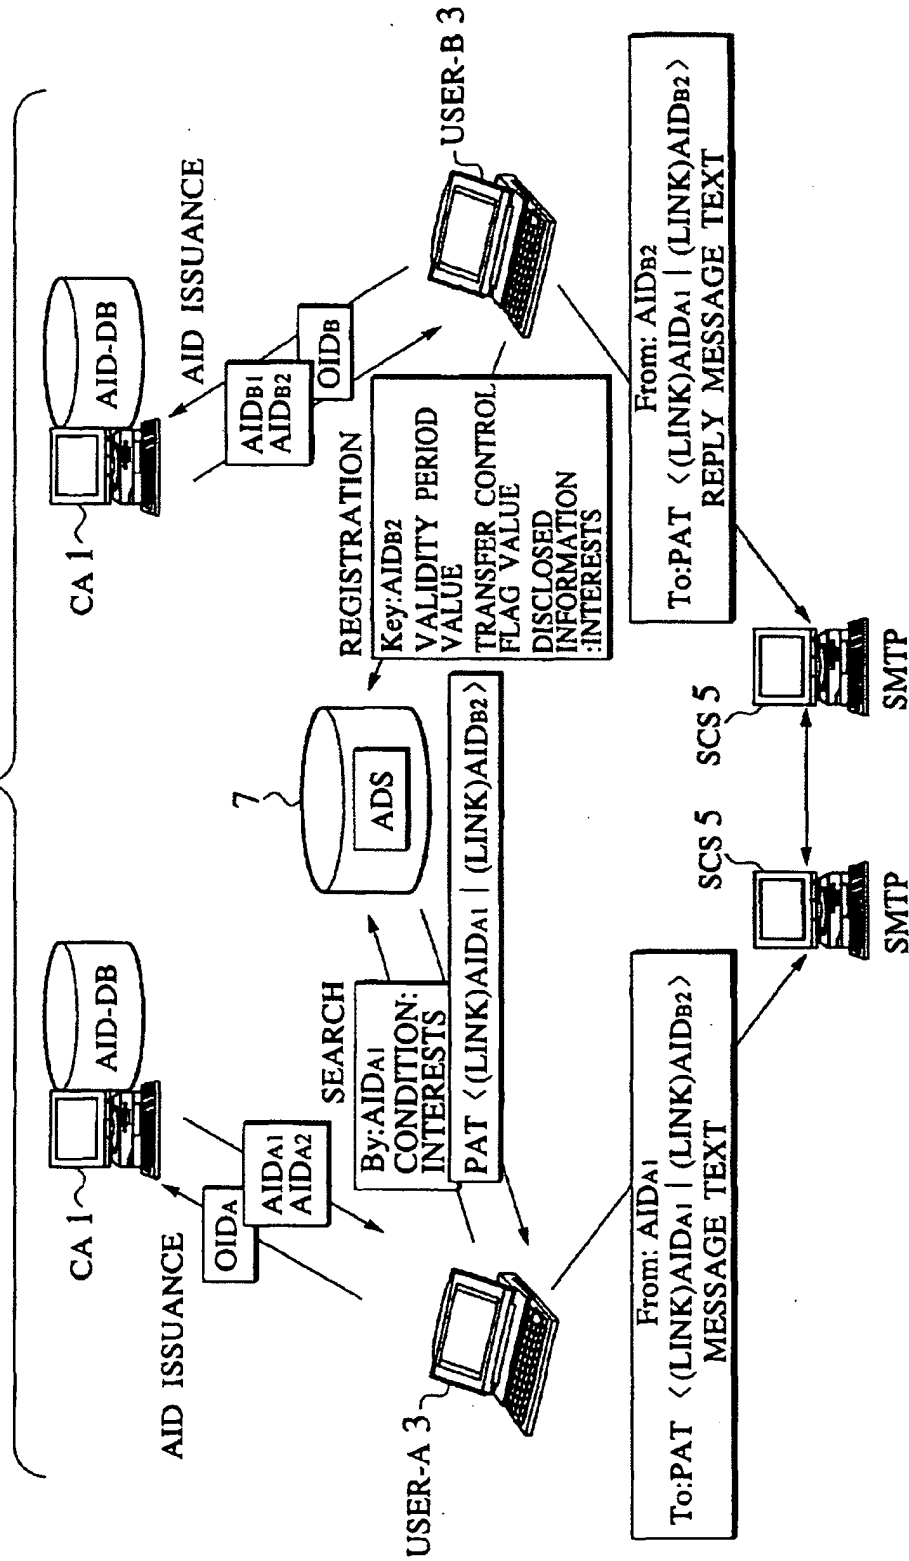 CA 1
AID-DB
AID ISSUANCE
OIDA
AIDA1
AIDA2
USER-A 3
SEARCH
By:AIDA1
CONDITION:
INTERESTS
PAT <(LINK)AIDA1 | (LINK)AIDB2>
7
ADS
CA 1
AID-DB
AID ISSUANCE
AIDB1
AIDB2
OIDB
USER-B 3
REGISTRATION
Key:AIDB2
VALIDITY PERIOD
VALUE
TRANSFER CONTROL
FLAG VALUE
DISCLOSED
INFORMATION
:INTERESTS
From: AIDA1
To:PAT <(LINK)AIDA1 | (LINK)AIDB2>
MESSAGE TEXT
SCS 5
SMTP
SCS 5
SMTP
From: AIDB2
To:PAT <(LINK)AIDA1 | (LINK)AIDB2>
REPLY MESSAGE TEXT